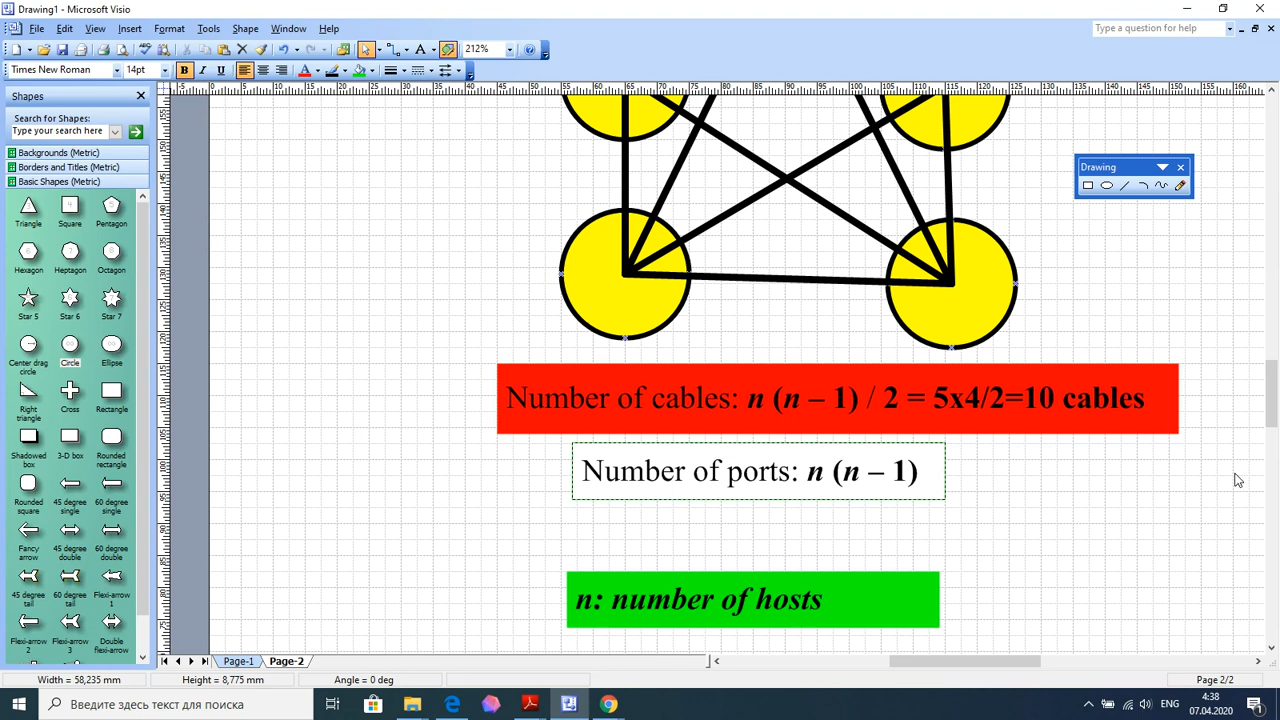 Drawing1 - Microsoft Visio
File Edit View Insert Format Tools Shape Window Help
Type a question for help
212%
Times New Roman 14pt B I U A
Shapes
Search for Shapes:
Type your search here
Backgrounds (Metric)
Borders and Titles (Metric)
Basic Shapes (Metric)
Triangle Square Pentagon
Hexagon Heptagon Octagon
Star 5 Star 6 Star 7
Center drag circle Circle Ellipse
Right triangle Cross Rectangle
Shadowed box 3-D box Rounded rectangle
Rounded square 45 degree single 60 degree single
Fancy arrow 45 degree double 60 degree double
45 degree tail 60 degree tail Flexi-arrow 1
Flexi-arrow 2 Flexi-arrow 3 Double flexi-arrow
Drawing
Number of cables: n (n – 1) / 2 = 5x4/2=10 cables
Number of ports: n (n – 1)
n: number of hosts
Page-1 Page-2
Width = 58,235 mm Height = 8,775 mm Angle = 0 deg Page 2/2
Введите здесь текст для поиска
ENG
4:38
07.04.2020